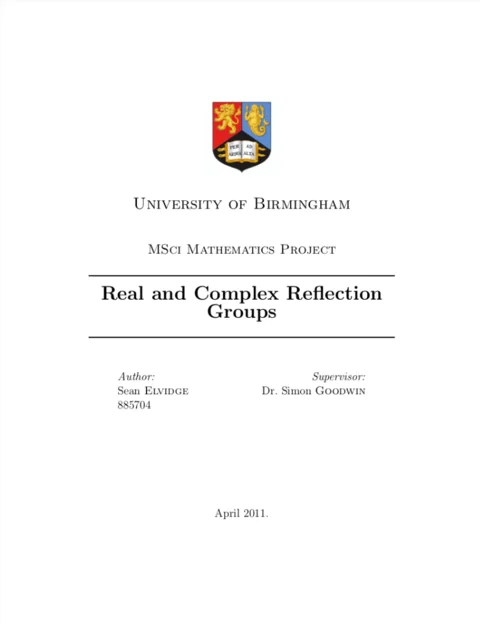 PER AD
ARDUA ALTA
UNIVERSITY OF BIRMINGHAM
MSCI MATHEMATICS PROJECT
Real and Complex Reflection
Groups
Author:
Sean ELVIDGE
885704
Supervisor:
Dr. Simon GOODWIN
April 2011.